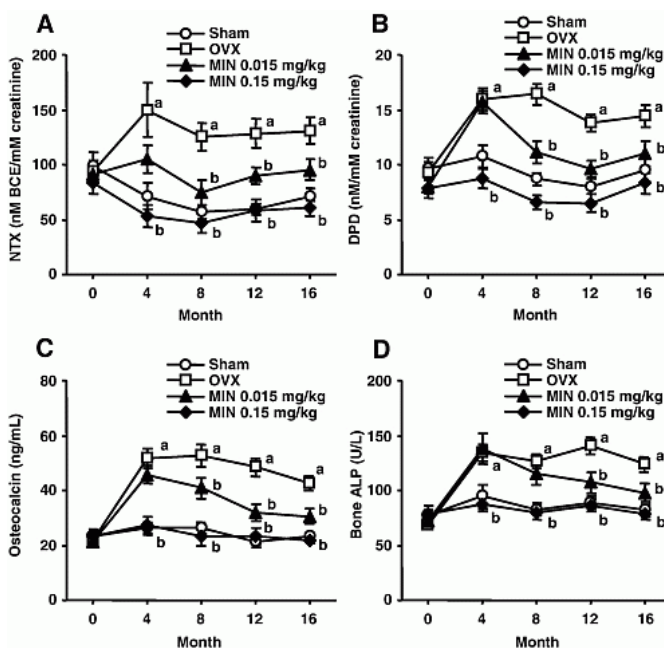 A
Sham
OVX
MIN 0.015 mg/kg
MIN 0.15 mg/kg
NTX (nM BCE/mM creatinine)
200
150
100
50
0
a
a
a
a
b
b
b
b
b
b
b
0 4 8 12 16
Month
B
Sham
OVX
MIN 0.015 mg/kg
MIN 0.15 mg/kg
DPD (nM/mM creatinine)
20
15
10
5
0
a
a
a
a
b
b
b
b
b
b
b
0 4 8 12 16
Month
C
Sham
OVX
MIN 0.015 mg/kg
MIN 0.15 mg/kg
Osteocalcin (ng/mL)
80
60
40
20
0
a
a
a
a
b
b
b
b
b
b
b
0 4 8 12 16
Month
D
Sham
OVX
MIN 0.015 mg/kg
MIN 0.15 mg/kg
Bone ALP (U/L)
200
150
100
50
0
a
a
a
a
b
b
b
b
b
b
0 4 8 12 16
Month